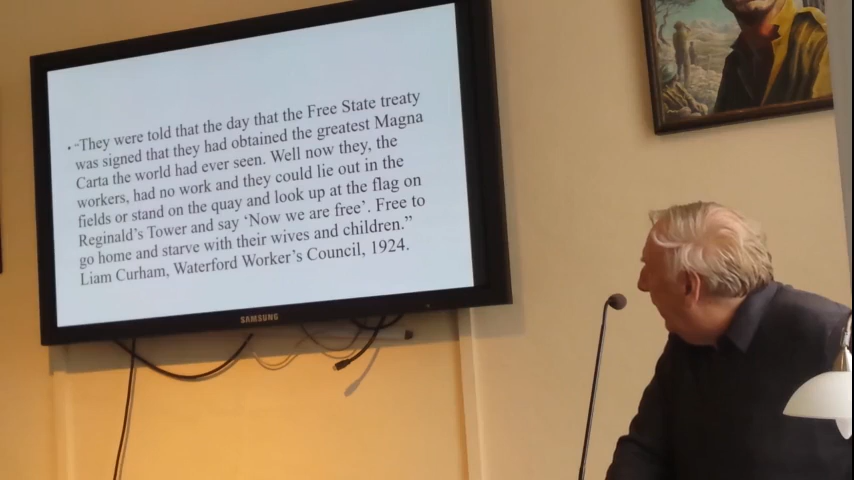 • “They were told that the day that the Free State treaty
was signed that they had obtained the greatest Magna
Carta the world had ever seen. Well now they, the
workers, had no work and they could lie out in the
fields or stand on the quay and look up at the flag on
Reginald’s Tower and say ‘Now we are free’. Free to
go home and starve with their wives and children.”
Liam Curham, Waterford Worker’s Council, 1924.
SAMSUNG